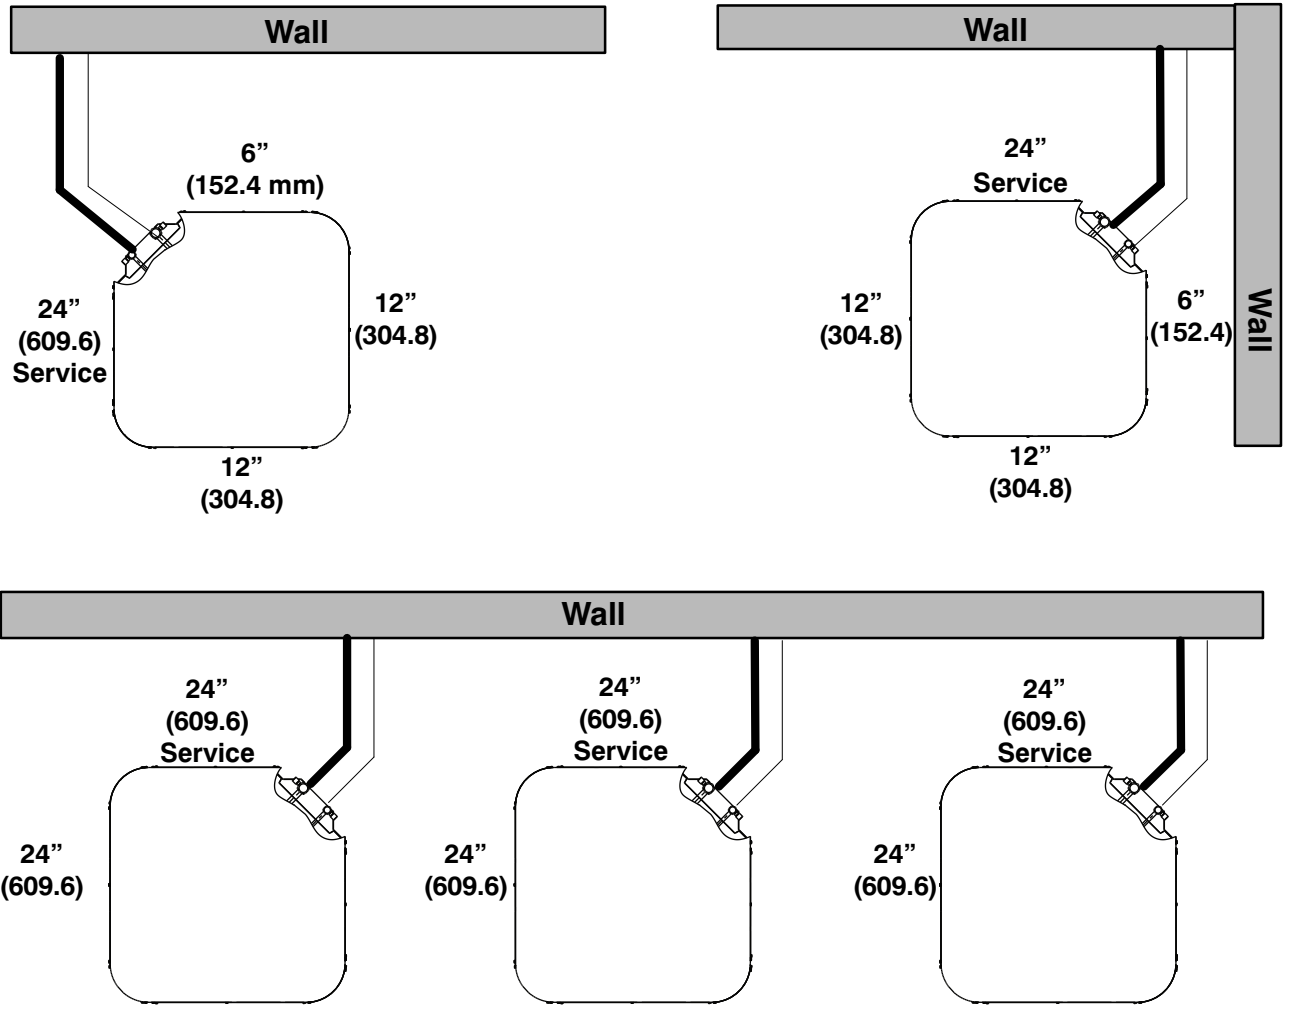 Wall
6”
(152.4 mm)
24”
(609.6)
Service
12”
(304.8)
12”
(304.8)
Wall
24”
Service
12”
(304.8)
6”
(152.4)
Wall
12”
(304.8)
Wall
24”
(609.6)
Service
24”
(609.6)
Service
24”
(609.6)
Service
24”
(609.6)
24”
(609.6)
24”
(609.6)